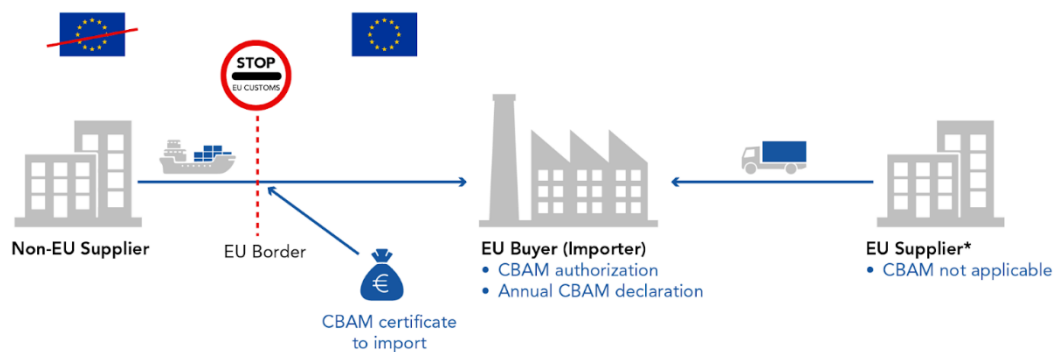 STOP
EU CUSTOMS
Non-EU Supplier
EU Border
€
CBAM certificate
to import
EU Buyer (Importer)
• CBAM authorization
• Annual CBAM declaration
EU Supplier*
• CBAM not applicable